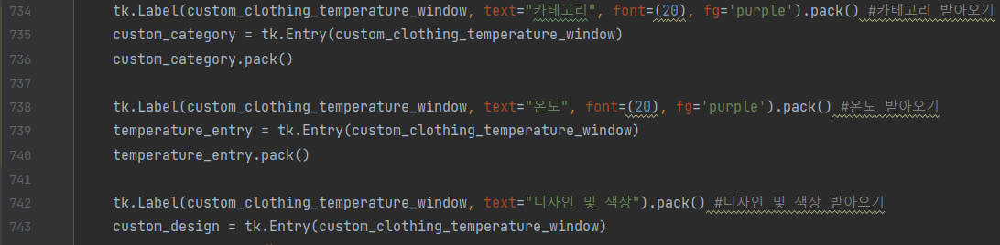 734 tk.Label(custom_clothing_temperature_window, text="카테고리", font=(20), fg='purple').pack() #카테고리 받아오기
735 custom_category = tk.Entry(custom_clothing_temperature_window)
736 custom_category.pack()
737
738 tk.Label(custom_clothing_temperature_window, text="온도", font=(20), fg='purple').pack() #온도 받아오기
739 temperature_entry = tk.Entry(custom_clothing_temperature_window)
740 temperature_entry.pack()
741
742 tk.Label(custom_clothing_temperature_window, text="디자인 및 색상").pack() #디자인 및 색상 받아오기
743 custom_design = tk.Entry(custom_clothing_temperature_window)